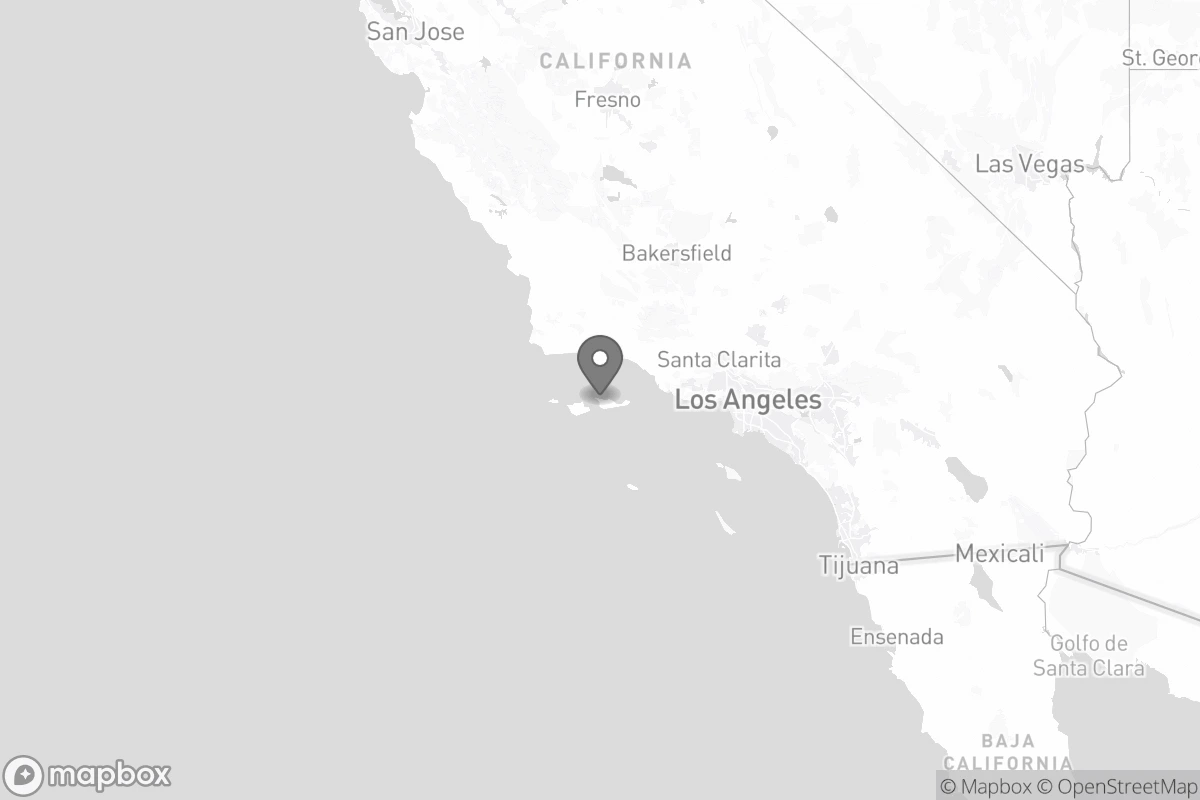 San Jose
CALIFORNIA
St. Geor
Fresno
Las Vegas
Bakersfield
Santa Clarita
Los Angeles
Mexicali
Tijuana
Ensenada
Golfo de
Santa Clara
BAJA
CALIFORNIA
mapbox
© Mapbox © OpenStreetMap